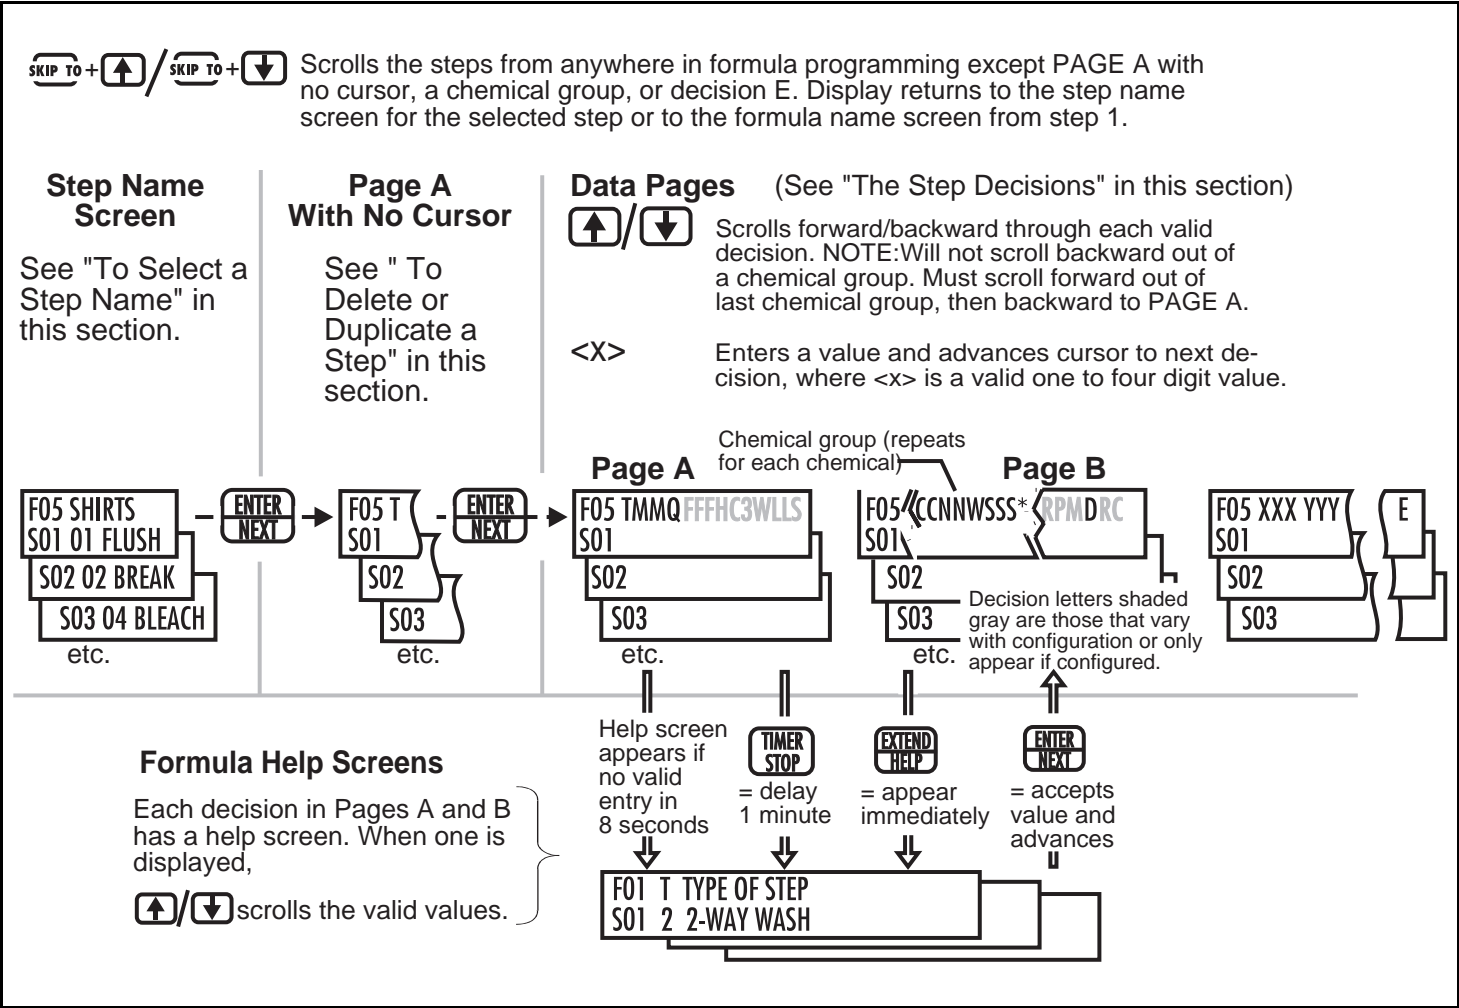 SKIP TO + / SKIP TO + Scrolls the steps from anywhere in formula programming except PAGE A with
no cursor, a chemical group, or decision E. Display returns to the step name
screen for the selected step or to the formula name screen from step 1.
Step Name
Screen
See "To Select a
Step Name" in
this section.
Page A
With No Cursor
See " To
Delete or
Duplicate a
Step" in this
section.
Data Pages (See "The Step Decisions" in this section)
/ Scrolls forward/backward through each valid
decision. NOTE:Will not scroll backward out of
a chemical group. Must scroll forward out of
last chemical group, then backward to PAGE A.
<X> Enters a value and advances cursor to next de-
cision, where <x> is a valid one to four digit value.
Chemical group (repeats
for each chemical)
Page A
Page B
F05 SHIRTS
S01 01 FLUSH
S02 02 BREAK
S03 04 BLEACH
etc.
ENTER
NEXT
F05 T
S01
S02
S03
etc.
ENTER
NEXT
F05 TMMQFFFHC3WLLS
S01
S02
S03
etc.
F05 CCNNWSSS* RPMDRC
S01
S02
S03
etc.
Decision letters shaded
gray are those that vary
with configuration or only
appear if configured.
F05 XXX YYY E
S01
S02
S03
Formula Help Screens
Each decision in Pages A and B
has a help screen. When one is
displayed,
/ scrolls the valid values.
Help screen
appears if
no valid
entry in
8 seconds
TIMER
STOP
= delay
1 minute
EXTEND
HELP
= appear
immediately
ENTER
NEXT
= accepts
value and
advances
F01 T TYPE OF STEP
S01 2 2-WAY WASH